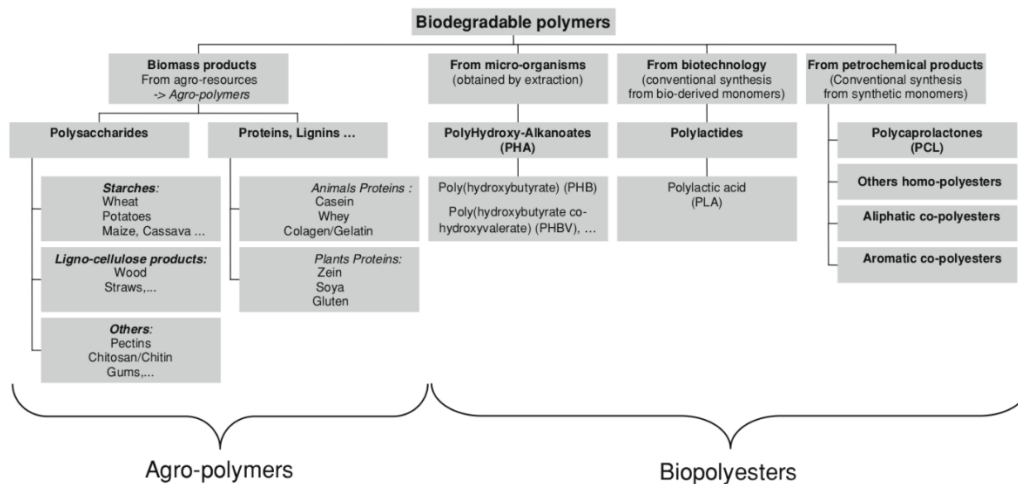 Biodegradable polymers
Biomass products
From agro-resources
-> Agro-polymers
From micro-organisms
(obtained by extraction)
From biotechnology
(conventional synthesis
from bio-derived monomers)
From petrochemical products
(Conventional synthesis
from synthetic monomers)
Polysaccharides
Proteins, Lignins ...
PolyHydroxy-Alkanoates
(PHA)
Polylactides
Polycaprolactones
(PCL)
Starches:
Wheat
Potatoes
Maize, Cassava ...
Animals Proteins :
Casein
Whey
Colagen/Gelatin
Poly(hydroxybutyrate) (PHB)
Poly(hydroxybutyrate co-
hydroxyvalerate) (PHBV), ...
Polylactic acid
(PLA)
Others homo-polyesters
Aliphatic co-polyesters
Aromatic co-polyesters
Ligno-cellulose products:
Wood
Straws,...
Plants Proteins:
Zein
Soya
Gluten
Others:
Pectins
Chitosan/Chitin
Gums,...
Agro-polymers
Biopolyesters